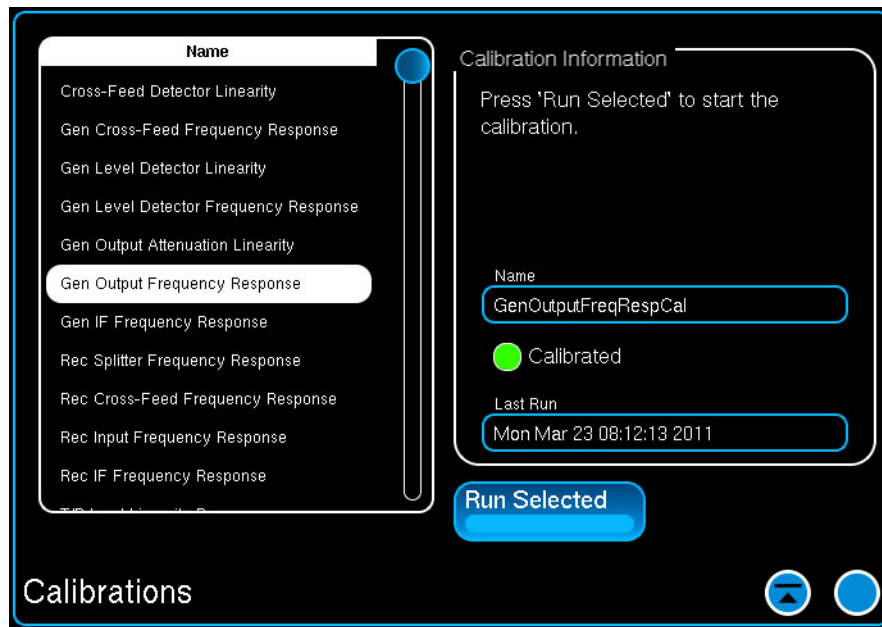 Name
Cross-Feed Detector Linearity
Gen Cross-Feed Frequency Response
Gen Level Detector Linearity
Gen Level Detector Frequency Response
Gen Output Attenuation Linearity
Gen Output Frequency Response
Gen IF Frequency Response
Rec Splitter Frequency Response
Rec Cross-Feed Frequency Response
Rec Input Frequency Response
Rec IF Frequency Response
Calibration Information
Press 'Run Selected' to start the
calibration.
Name
GenOutputFreqRespCal
Calibrated
Last Run
Mon Mar 23 08:12:13 2011
Run Selected
Calibrations